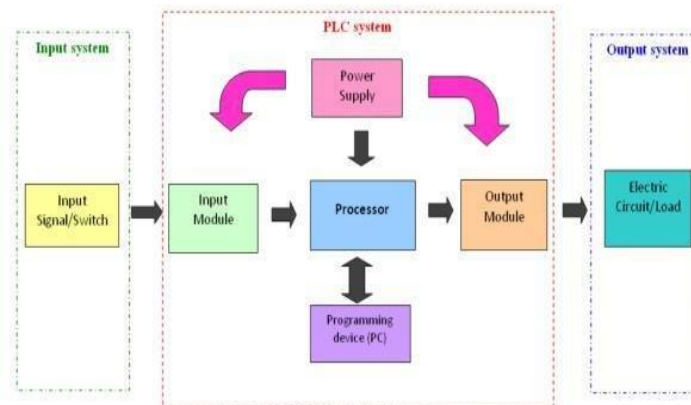 PLC system
Input system
Output system
Power
Supply
Input
Signal/Switch
Input
Module
Processor
Output
Module
Electric
Circuit/Load
Programming
device (PC)